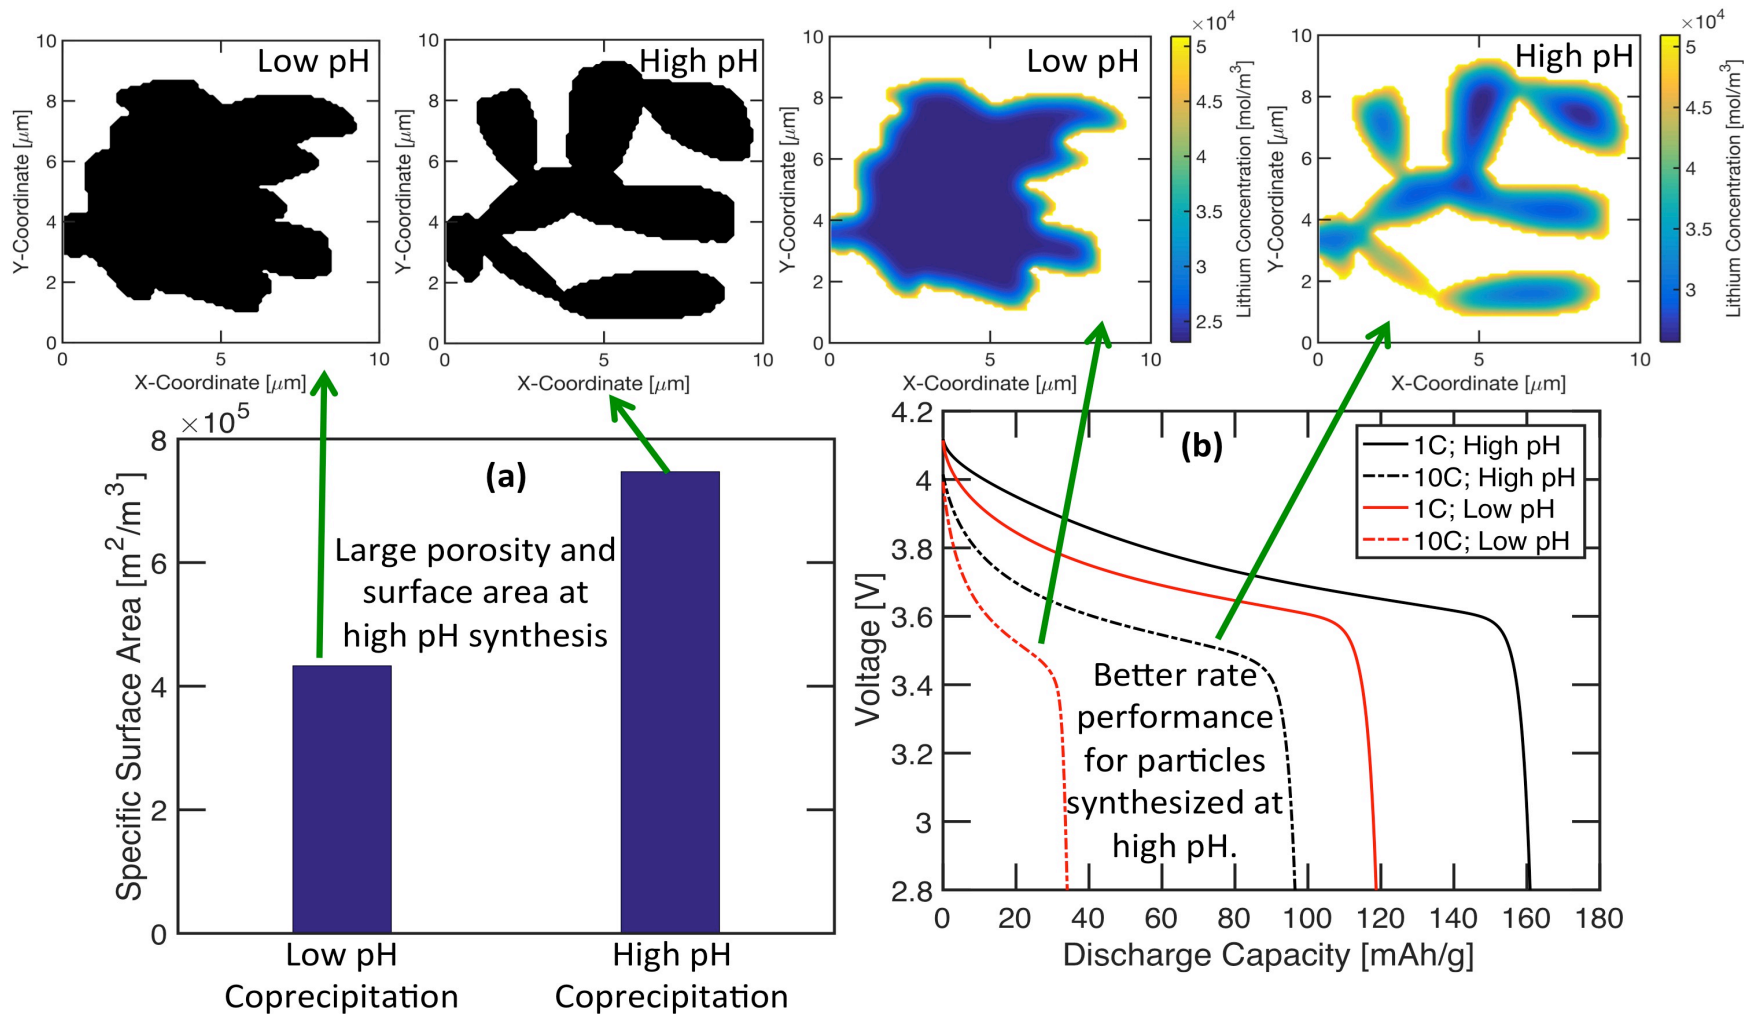 Low pH
10
8
6
4
2
0
0
5
10
Y-Coordinate [μm]
X-Coordinate [μm]
High pH
10
8
6
4
2
0
0
5
10
Y-Coordinate [μm]
X-Coordinate [μm]
Low pH
10
8
6
4
2
0
0
5
10
Y-Coordinate [μm]
X-Coordinate [μm]
×10⁴
5
4.5
4
3.5
3
2.5
Lithium Concentration [mol/m³]
High pH
10
8
6
4
2
0
0
5
10
Y-Coordinate [μm]
X-Coordinate [μm]
×10⁴
5
4.5
4
3.5
3
Lithium Concentration [mol/m³]
×10⁵
8
6
4
2
0
Specific Surface Area [m²/m³]
(a)
Large porosity and
surface area at
high pH synthesis
Low pH
Coprecipitation
High pH
Coprecipitation
4.2
4
3.8
3.6
3.4
3.2
3
2.8
Voltage [V]
(b)
1C; High pH
10C; High pH
1C; Low pH
10C; Low pH
Better rate
performance
for particles
synthesized at
high pH.
0 20 40 60 80 100 120 140 160 180
Discharge Capacity [mAh/g]